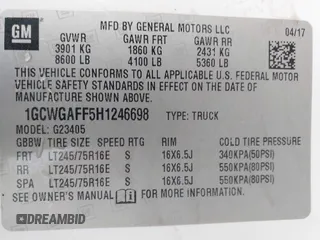 GM
MFD BY GENERAL MOTORS LLC
04/17
GVWR GAWR FRT GAWR RR
3901 KG 1860 KG 2431 KG
8600 LB 4100 LB 5360 LB
THIS VEHICLE CONFORMS TO ALL APPLICABLE U.S. FEDERAL MOTOR
VEHICLE SAFETY STANDARDS IN EFFECT ON THE DATE OF
MANUFACTURE SHOWN ABOVE.
1GCWGAFF5H1246698 TYPE: TRUCK
MODEL: G23405
GBBW TIRE SIZE SPEED RTG RIM COLD TIRE PRESSURE
FRT LT245/75R16E S 16X6.5J 340KPA(50PSI)
RR LT245/75R16E S 16X6.5J 550KPA(80PSI)
SPA LT245/75R16E S 16X6.5J 550KPA(80PSI)
SEE OWNER'S MANUAL FOR MORE INFORMATION.
DREAMBID